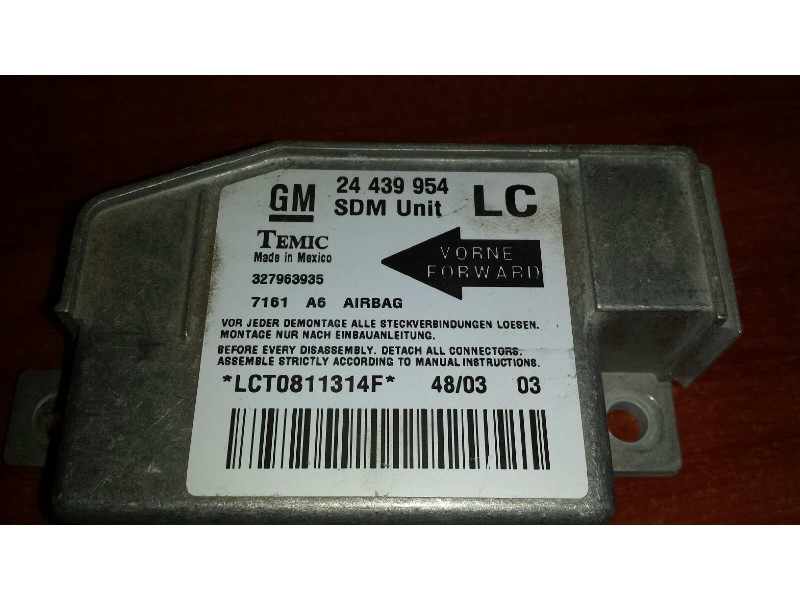 GM 24 439 954 LC
SDM Unit
TEMIC
Made in Mexico
VORNE
FORWARD
327963935
7161 A6 AIRBAG
VOR JEDER DEMONTAGE ALLE STECKVERBINDUNGEN LOESEN.
MONTAGE NUR NACH EINBAUANLEITUNG.
BEFORE EVERY DISASSEMBLY. DETACH ALL CONNECTORS.
ASSEMBLE STRICTLY ACCORDING TO MANUAL INSTRUCTIONS.
*LCT0811314F* 48/03 03